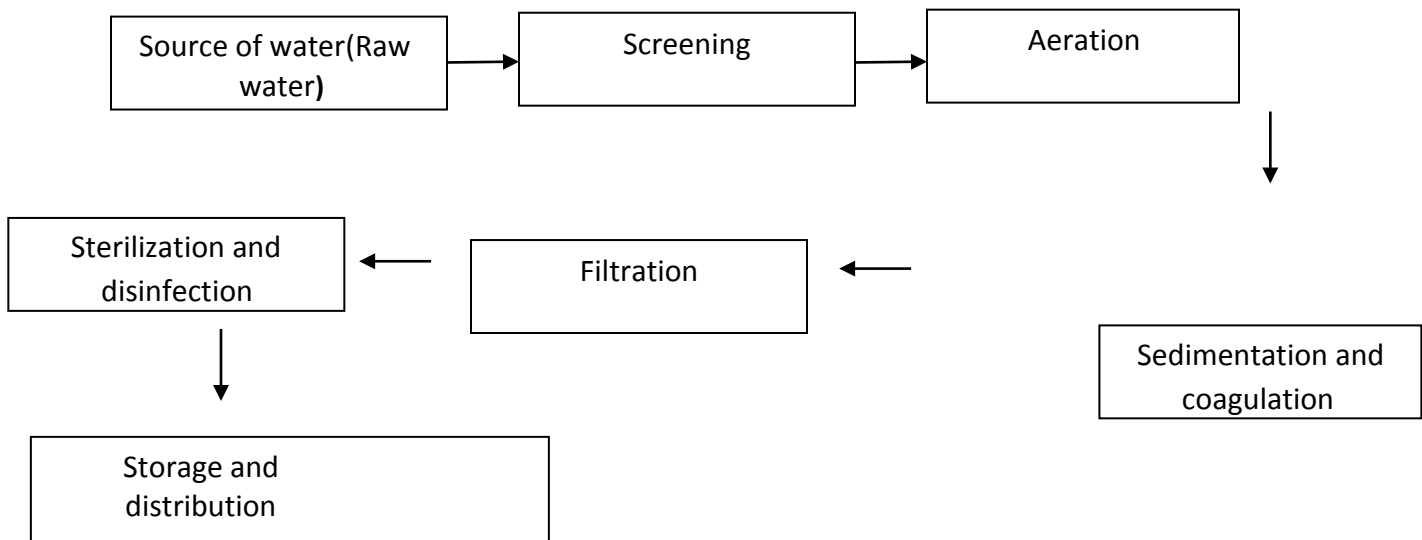 Source of water(Raw
water)
Screening
Aeration
Sedimentation and
coagulation
Filtration
Sterilization and
disinfection
Storage and
distribution